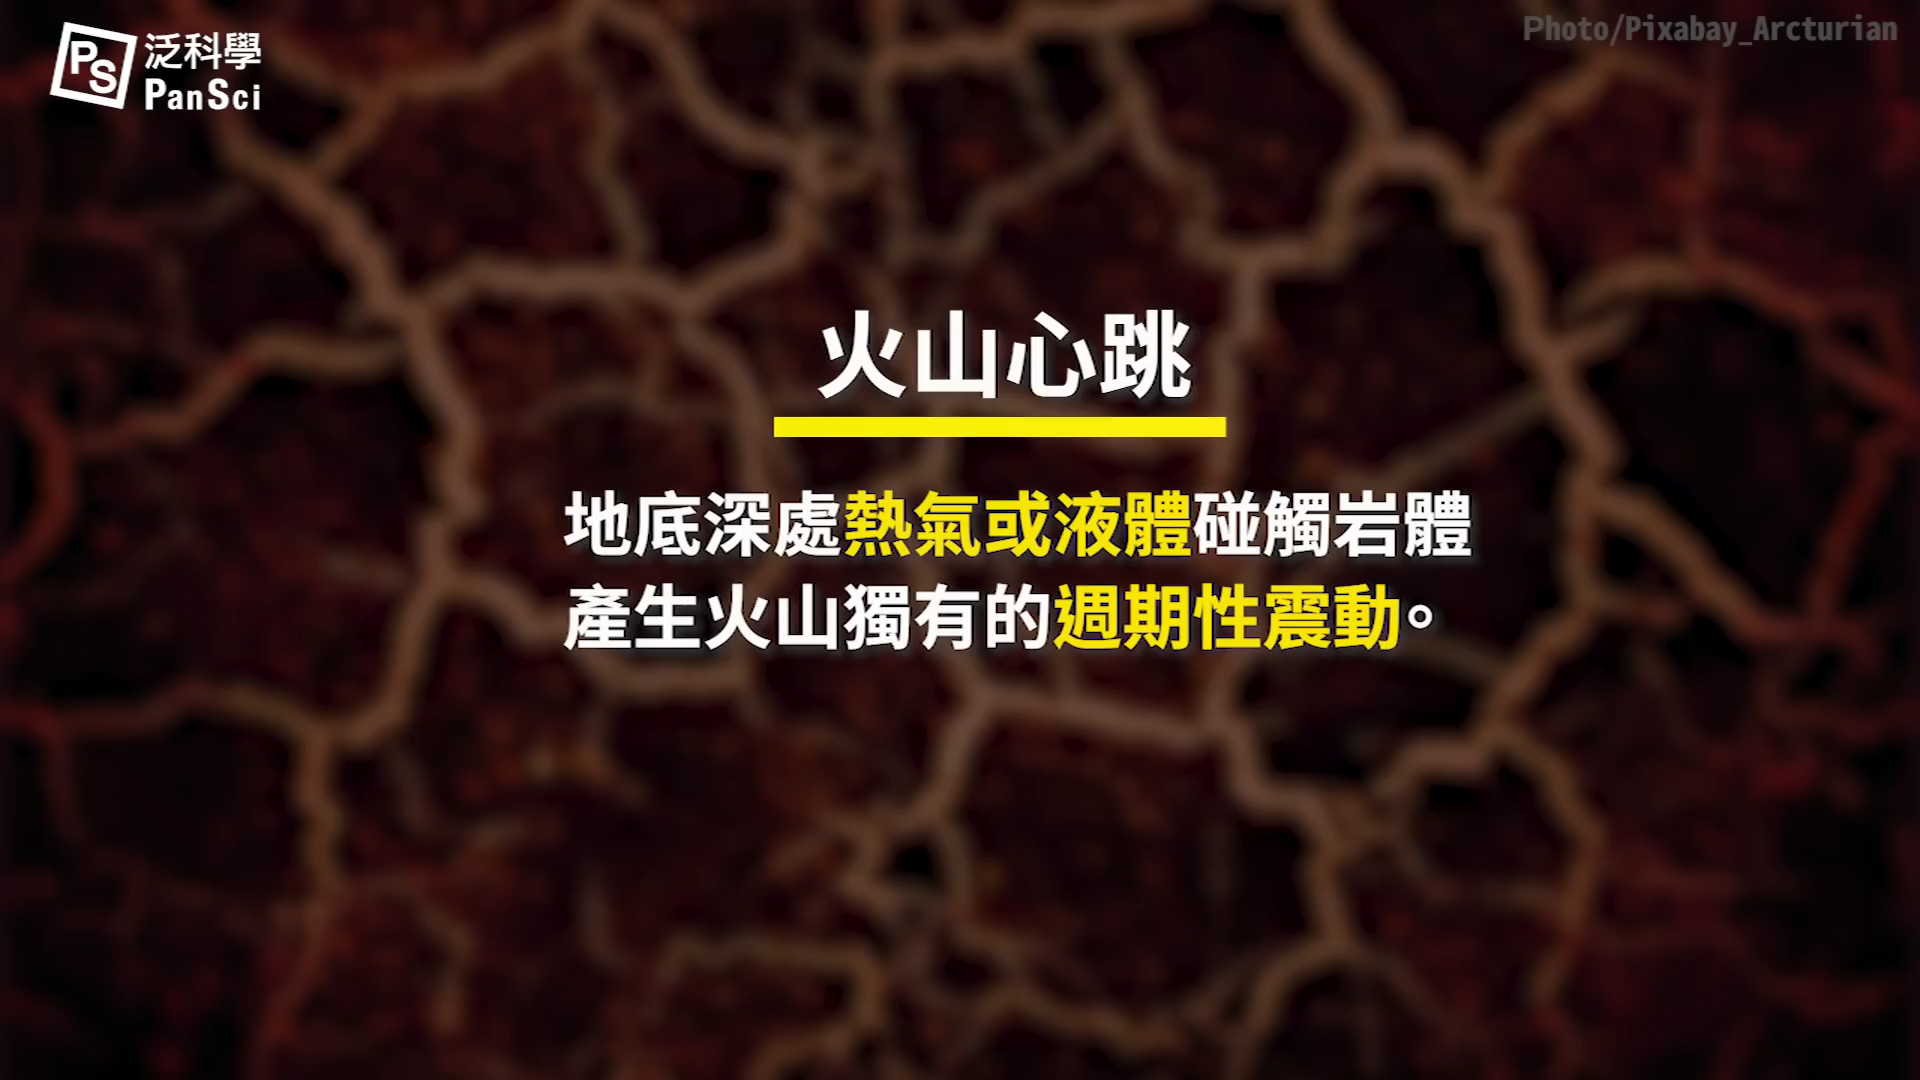 PS
泛科學
PanSci
Photo/Pixabay_Arcturian
火山心跳
地底深處熱氣或液體碰觸岩體
產生火山獨有的週期性震動。